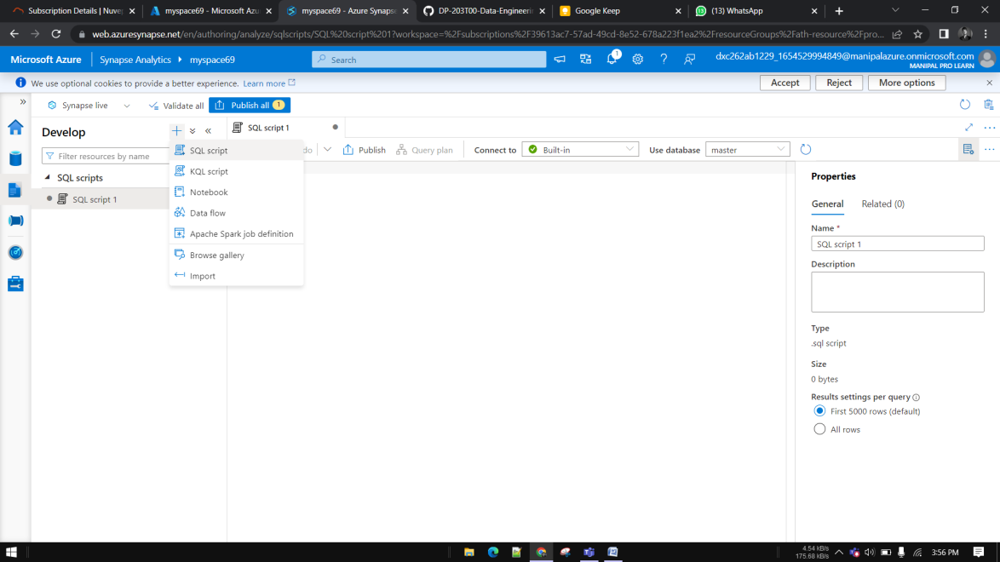 Subscription Details | Nuvep
myspace69 - Microsoft Azu
myspace69 - Azure Synapse
DP-203T00-Data-Engineerin
Google Keep
(13) WhatsApp
web.azuresynapse.net/en/authoring/analyze/sqlscripts/SQL%20script%201?workspace=%2Fsubscriptions%2F39613ac7-57ad-49cd-8e52-678a223f1ea2%2FresourceGroups%2Fath-resource%2Fpro...
Microsoft Azure
Synapse Analytics
myspace69
Search
1
dxc262ab1229_1654529994849@manipalazure.onmicrosoft.com
MANIPAL PRO LEARN
We use optional cookies to provide a better experience. Learn more
Accept
Reject
More options
Synapse live
Validate all
Publish all 1
Develop
SQL script 1
Filter resources by name
SQL scripts
SQL script 1
SQL script
KQL script
Notebook
Data flow
Apache Spark job definition
Browse gallery
Import
do
Publish
Query plan
Connect to
Built-in
Use database
master
Properties
General
Related (0)
Name *
SQL script 1
Description
Type
.sql script
Size
0 bytes
Results settings per query
First 5000 rows (default)
All rows
4.54 kB/s
175.68 kB/s
3:56 PM